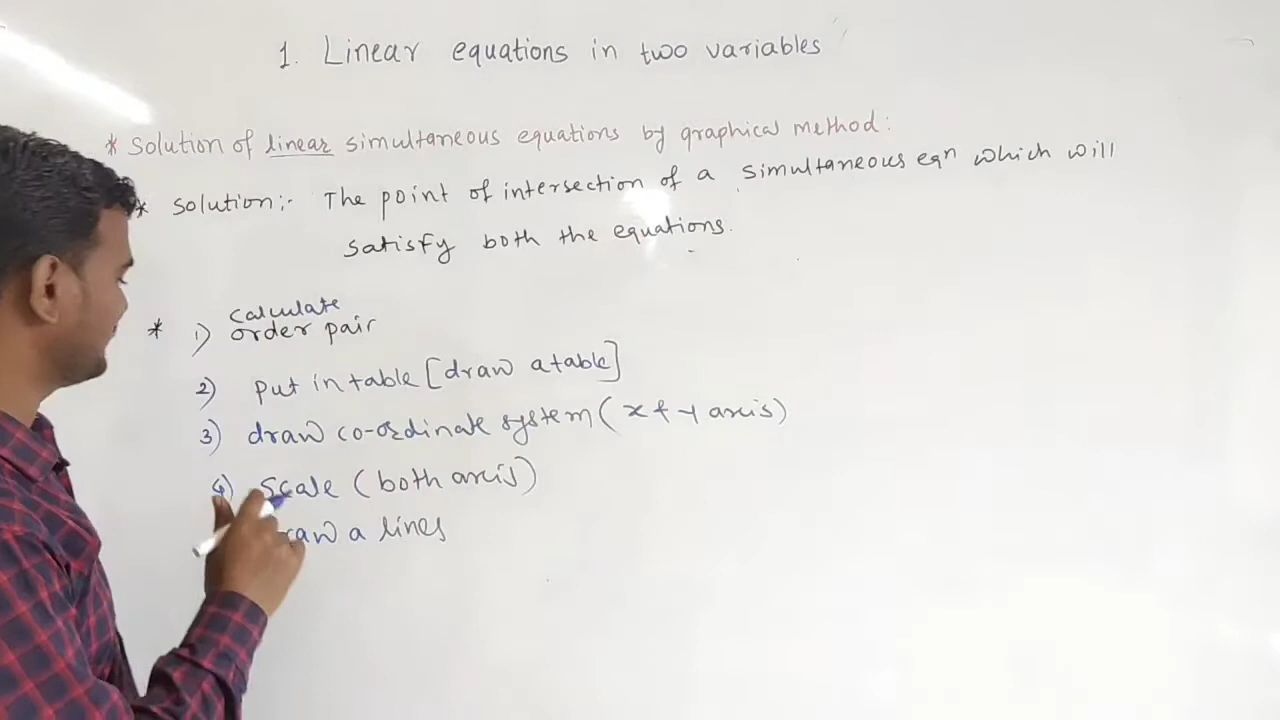 1. Linear equations in two variables
* Solution of linear simultaneous equations by graphical method:
* Solution:- The point of intersection of a simultaneous eqn which will
satisfy both the equations.
calculate
* 1) order pair
2) put in table [draw a table]
3) draw co-ordinate system (x & y axis)
4) Scale (both axis)
a lines